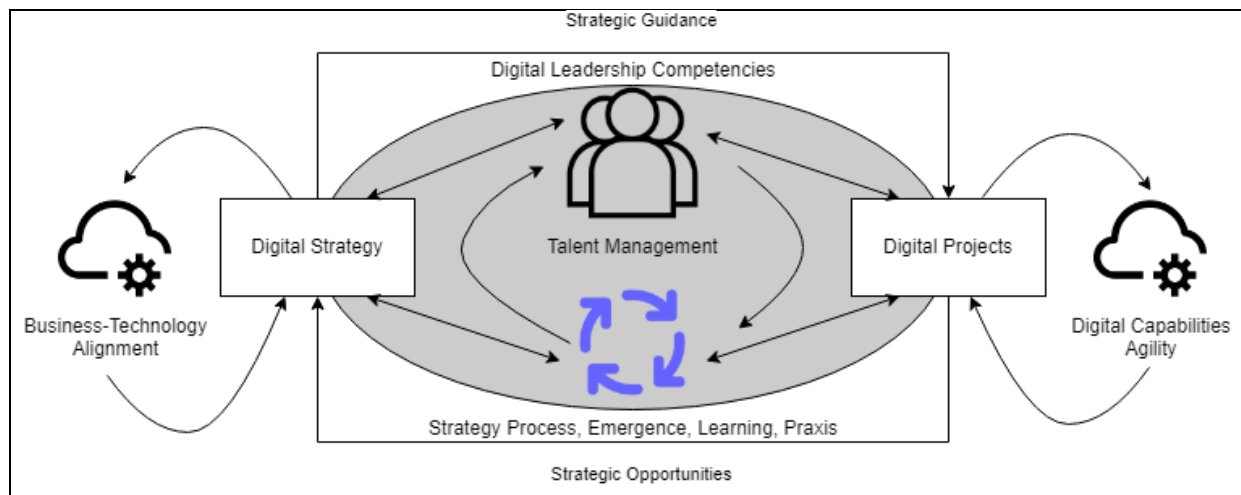 Strategic Guidance
Digital Leadership Competencies
Digital Strategy
Talent Management
Digital Projects
Business-Technology
Alignment
Digital Capabilities
Agility
Strategy Process, Emergence, Learning, Praxis
Strategic Opportunities